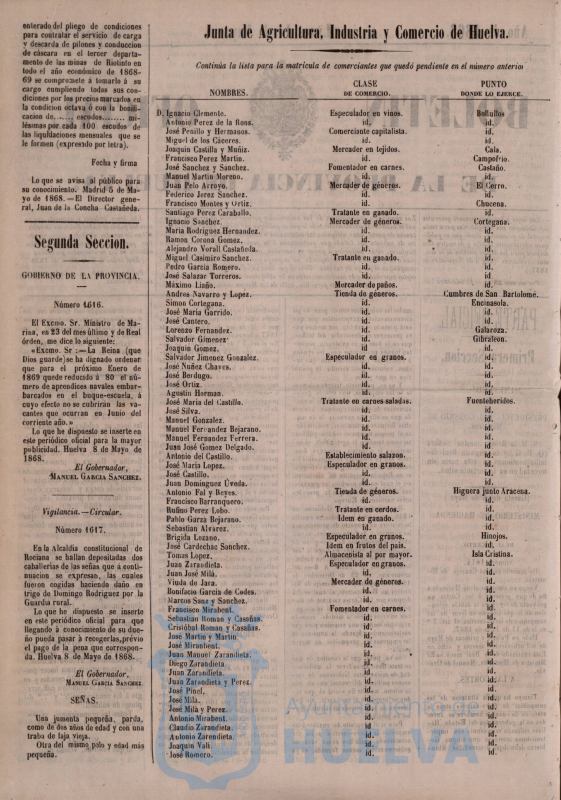 enterado del pliego de condiciones
para contratar el servicio de carga
y descarda de pilones y conduccion
de cáscara en el tercer departa-
mento de las minas de Riotinto en
todo el año económico de 1868-
69 se compromete á tomarlo á su
cargo cumpliendo todas sus con-
diciones por los precios marcados en
la condicion octava ó con la bonifi-
cacion de...... escudos....... mi-
lésimas por cada 100 escudos de
las liquidaciones mensuales que se
le formen (expresto por letra).
Fecha y firma
Lo que se avisa al público para
su conocimiento. Madrid 5 de Ma-
yo de 1868.—El Director gene-
ral, Juan de la Concha Castañeda.
Segunda Seccion.
GOBIERNO DE LA PROVINCIA.
Número 1616.
El Excmo. Sr. Ministro de Ma-
rina, en 23 del mes último y de Real
órden, me dice lo siguiente:
«Excmo. Sr:—La Reina (que
Dios guarde) se ha dignado ordenar
que para el próximo Enero de
1869 quede reducido á 80 el nú-
mero de aprendices navales embar-
barcados en el buque-escuela, á
cuyo efecto no se cubrirán las va-
cantes que ocurran en Junio del
corriente año.»
Lo que he dispuesto se inserte en
este periódico oficial para la mayor
publicidad. Huelva 8 de Mayo de
1868.
El Gobernador,
MANUEL GARCIA SANCHEZ.
Vigilancia.—Circular.
Número 1617.
En la Alcaldía constitucional de
Rociana se hallan depositadas dos
caballerias de las señas que á conti-
nuacion se expresan, las cuales
fueron cogidas haciendo daño en
trigo de Domingo Rodriguez por la
Guardia rural.
Lo que he dispuesto se inserte
en este periódico oficial para que
llegando á conocimiento de su due-
ño pueda pasar á recogerlas, prévio
el pago de la pena que correspon-
da. Huelva 8 de Mayo de 1868.
El Gobernador,
MANUEL GARCIA SANCHEZ
SEÑAS.
Una jumenta pequeña, parda,
como de dos años de edad y con una
traba de faja vieja.
Otra del mismo polo y edad más
pequeña.
Junta de Agricultura, Industria y Comercio de Huelva.
Continúa la lista para la matrícula de comerciantes que quedó pendiente en el número anterior
NOMBRES. CLASE DE COMERCIO. PUNTO DONDE LO EJERCE.
D. Ignacio Clemente. Especulador en vinos. Bollullos
Antonio Perez de la Rons. id. id.
José Penillo y Hermanos. Comerciante capitalista. id.
Miguel de los Cáceres. id. id.
Joaquin Castilla y Muñiz. Mercader en tejidos. Cala.
Francisco Perez Martin. id. Campofrio.
José Sanchez y Sanchez. Fomentador en carnes. Castaño.
Manuel Martin Moreno. id. id.
Juan Pelo Arroyo. Mercader de géneros. El Cerro.
Federico Jerez Sanchez. id. id.
Francisco Montes y Ortiz. id. Chucena.
Santiago Perez Caraballo. Tratante en ganado. id.
Ignacio Sanchez. Mercader de géneros. Cortegana.
Maria Rodriguez Hernandez. id. id.
Ramon Corona Gomez. id. id.
Alejandro Vorall Castañeda. id. id.
Miguel Casimiro Sanchez. Tratante en ganado. id.
Pedro Garcia Romero. id. id.
José Salazar Torreros. id. id.
Máximo Liaño. Mercader de paños. id.
Andres Navarro y Lopez. Tienda de géneros. Cumbres de San Bartolomé.
Simon Cortegana. id. Encinasola.
José María Garrido. id. id.
José Cantero. id. id.
Lorenzo Fernandez. id. Galaroza.
Salvador Gimenez id. Gibraleon.
Joaquin Gomez. id. id.
Salvador Jimenez Gonzalez. Especulador en granos. id.
José Nuñez Chaves. id. id.
José Berdugo. id. id.
José Ortiz. id. id.
Agustin Horman. id. id.
José Maria del Castillo. Tratante en carnes saladas. Fuenteheridos.
José Silva. id. id.
Manuel Gonzalez. id. id.
Manuel Fernandez Bejarano. id. id.
Manuel Fernandez Ferrera. id. id.
Juan José Gomez Delgado. id. id.
Antonio del Castillo. Establecimiento salazon. id.
José Maria Lopez. Especulador en granos. id.
José Castillo. id. id.
Juan Dominguez Úveda. id. id.
Antonio Fal y Reyes. Tienda de géneros. Higuera junto Aracena.
Francisco Barranquero. id. id.
Rufino Perez Lobo. Tratante en cerdos. id.
Pablo Garza Bejarano. Idem en ganado. id.
Sebastian Alvarez. id. id.
Brigida Lozano. Especulador en granos. Hinojos.
José Cardechac Sanchez. Idem en frutos del pais. id.
Tomas Lopez. Almacenista al por mayor. Isla Cristina.
Juan Zarandieta. Especulador en granos. id.
Juan José Milá. id. id.
Viuda de Jara. Mercader de géneros. id.
Bonifacio Garcia de Codes. id. id.
Marcos Sanz y Sanchez. id. id.
Francisco Mirabent. Fomentador en carnes. id.
Sebastian Roman y Casañas. id. id.
Cristóbal Roman y Casañas. id. id.
José Martin y Martin id. id.
José Mirambent. id. id.
Juan Manuel Zarandieta. id. id.
Diego Zarandieta id. id.
Juan Zarandieta. id. id.
Juan Zarandieta y Perez. id. id.
José Pinel, id. id.
José Milá. id. id.
José Milá y Perez. id. id.
Antonio Mirabent. id. id.
Claudio Zarandieta. id. id.
Antonio Zarendieta. id. id.
Joaquin Vali. id. id.
José Romero. id. id.
Ayuntamiento de
HUELVA